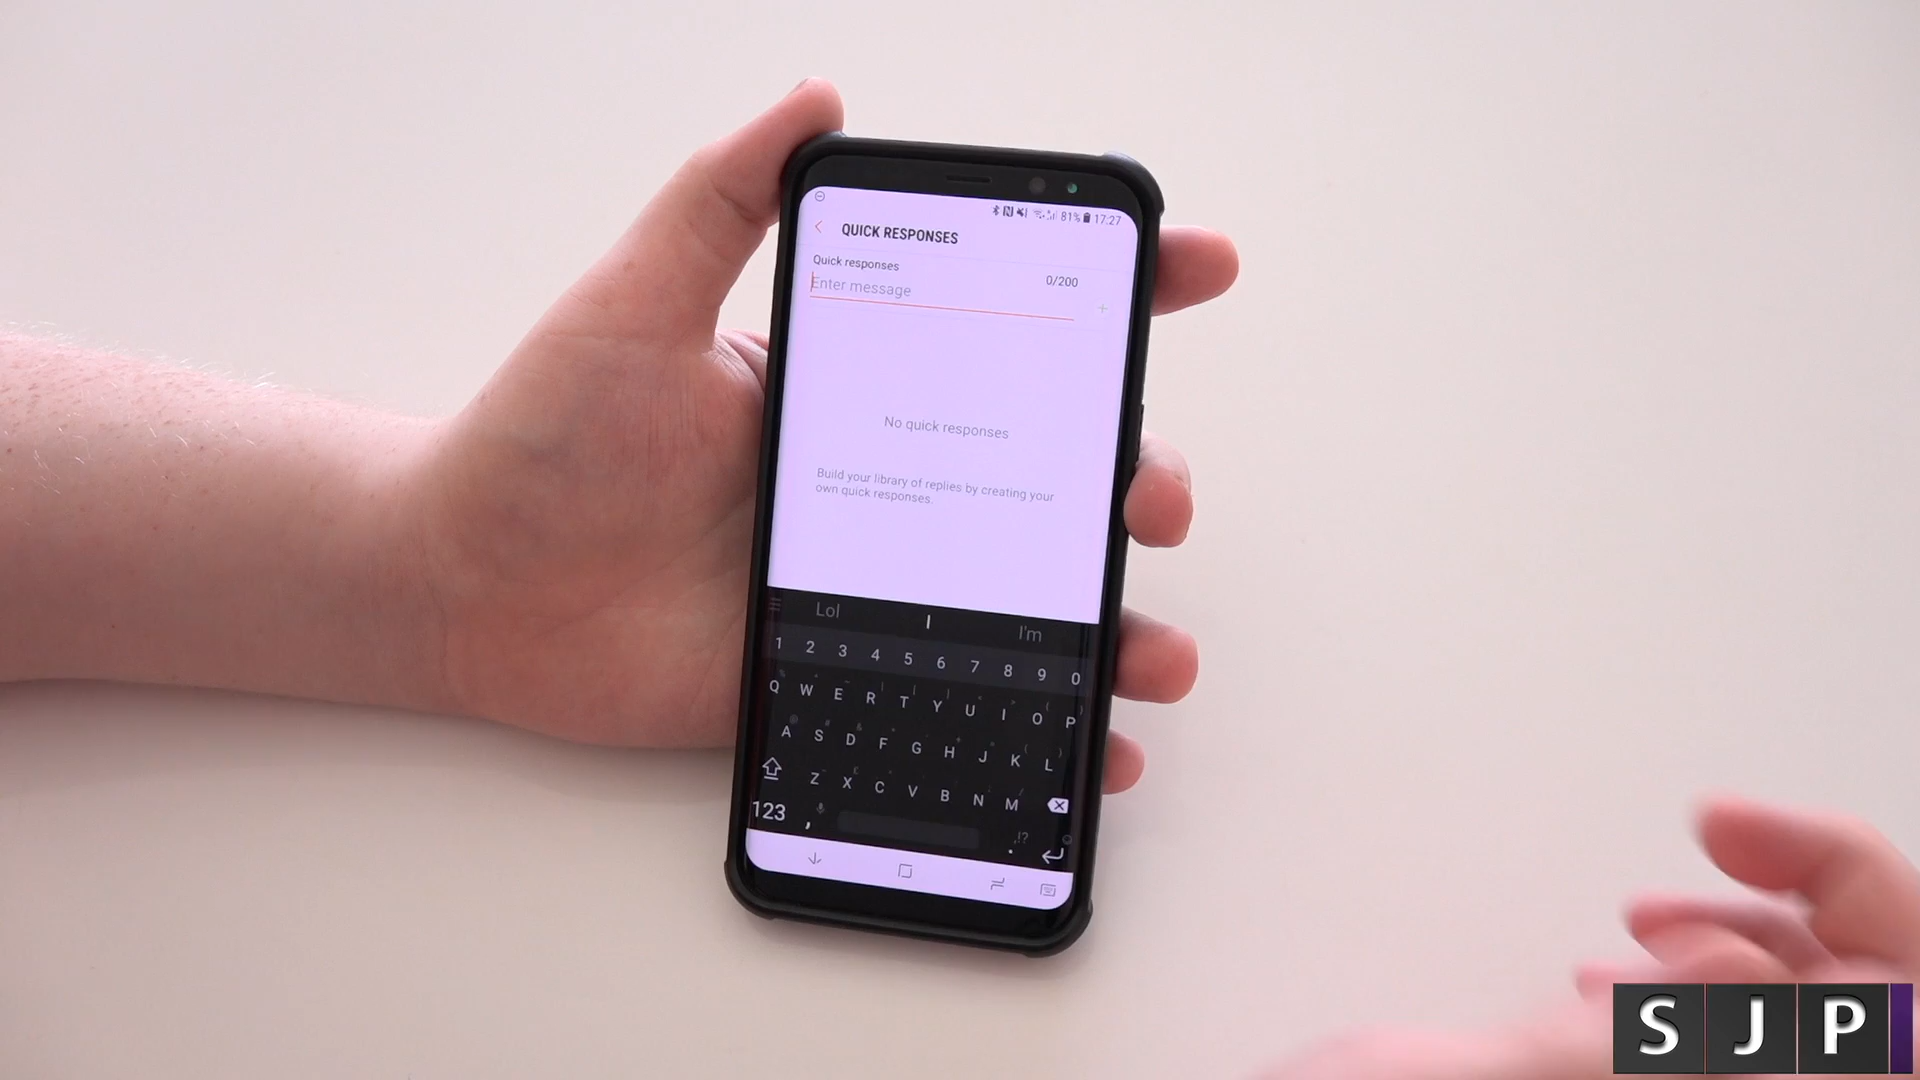 81% 17:27
QUICK RESPONSES
Quick responses
0/200
Enter message
+
No quick responses
Build your library of replies by creating your
own quick responses.
Lol I I'm
1 2 3 4 5 6 7 8 9 0
Q W E R T Y U I O P
A S D F G H J K L
Z X C V B N M
123 , . ,!?
SJP